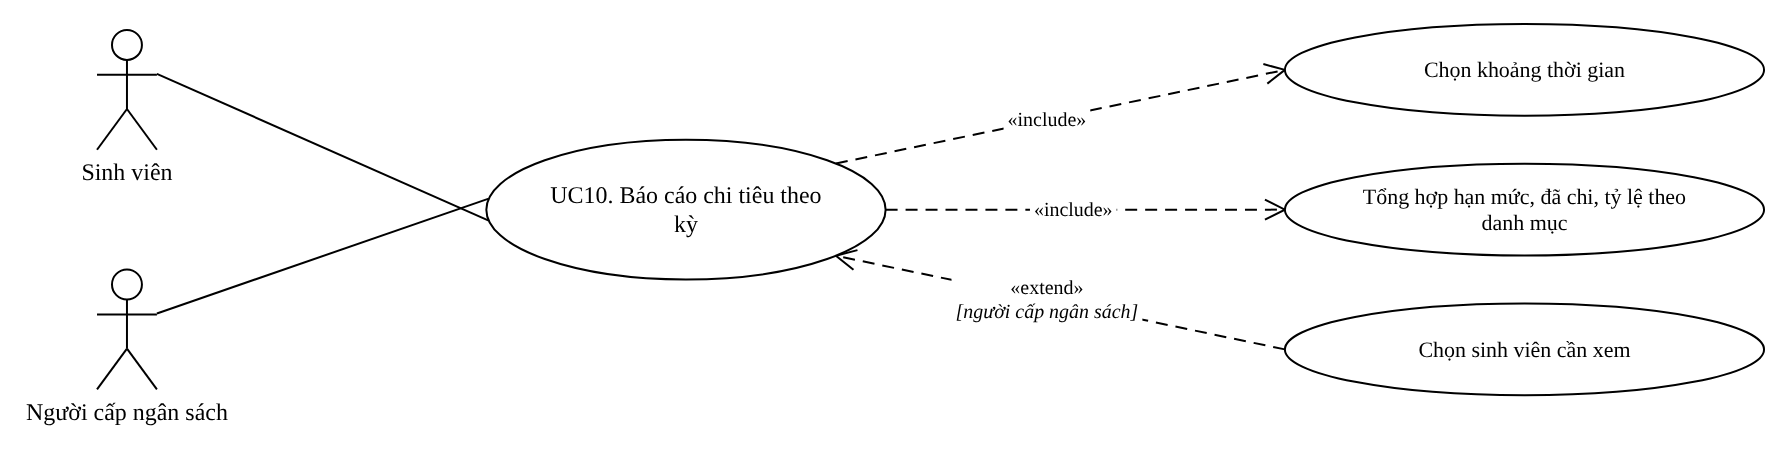 Sinh viên
Người cấp ngân sách
UC10. Báo cáo chi tiêu theo
kỳ
«include»
«include»
«extend»
[người cấp ngân sách]
Chọn khoảng thời gian
Tổng hợp hạn mức, đã chi, tỷ lệ theo
danh mục
Chọn sinh viên cần xem